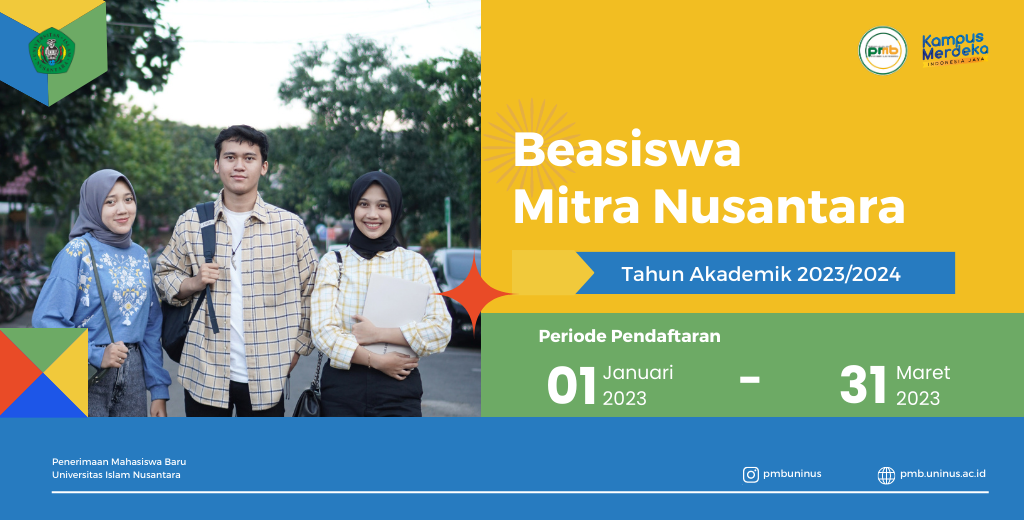 pmb
Kampus
Merdeka
INDONESIA JAYA
Beasiswa
Mitra Nusantara
Tahun Akademik 2023/2024
Periode Pendaftaran
01 Januari 2023
-
31 Maret 2023
Penerimaan Mahasiswa Baru
Universitas Islam Nusantara
pmbuninus
pmb.uninus.ac.id